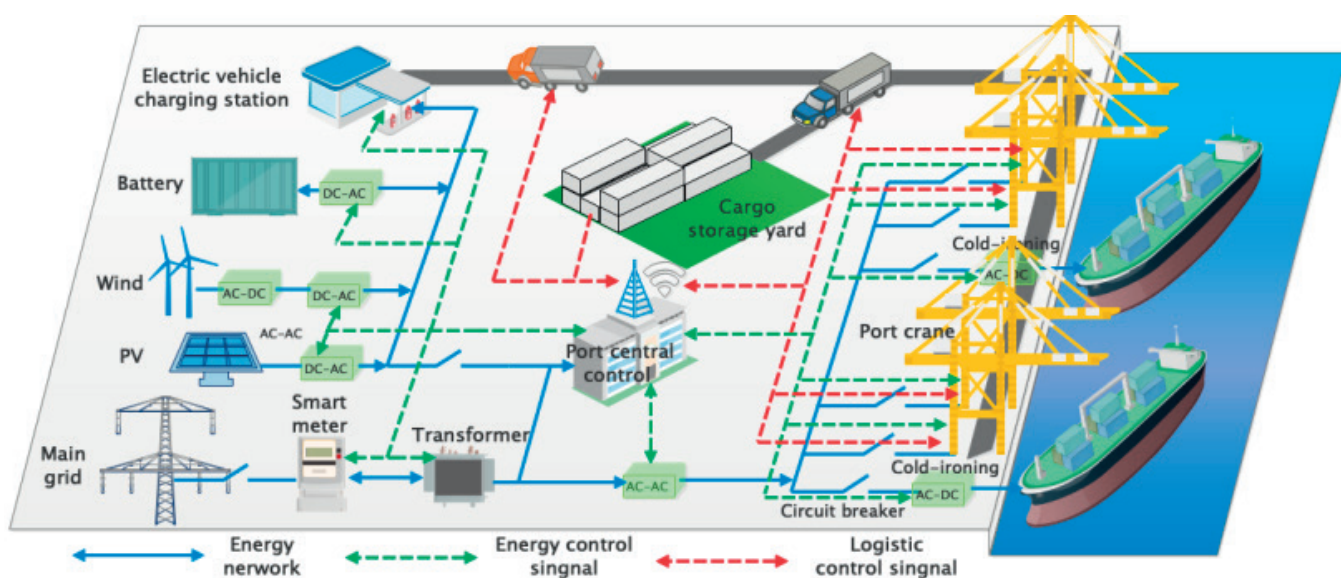 Electric vehicle
charging station
Battery
DC-AC
Wind
AC-DC
DC-AC
AC-AC
PV
DC-AC
Main
grid
Smart
meter
Transformer
Port central
control
AC-AC
Cargo
storage yard
Cold-ironing
AC-DC
Port crane
Cold-ironing
AC-DC
Circuit breaker
Energy
nerwork
Energy control
singnal
Logistic
control singnal